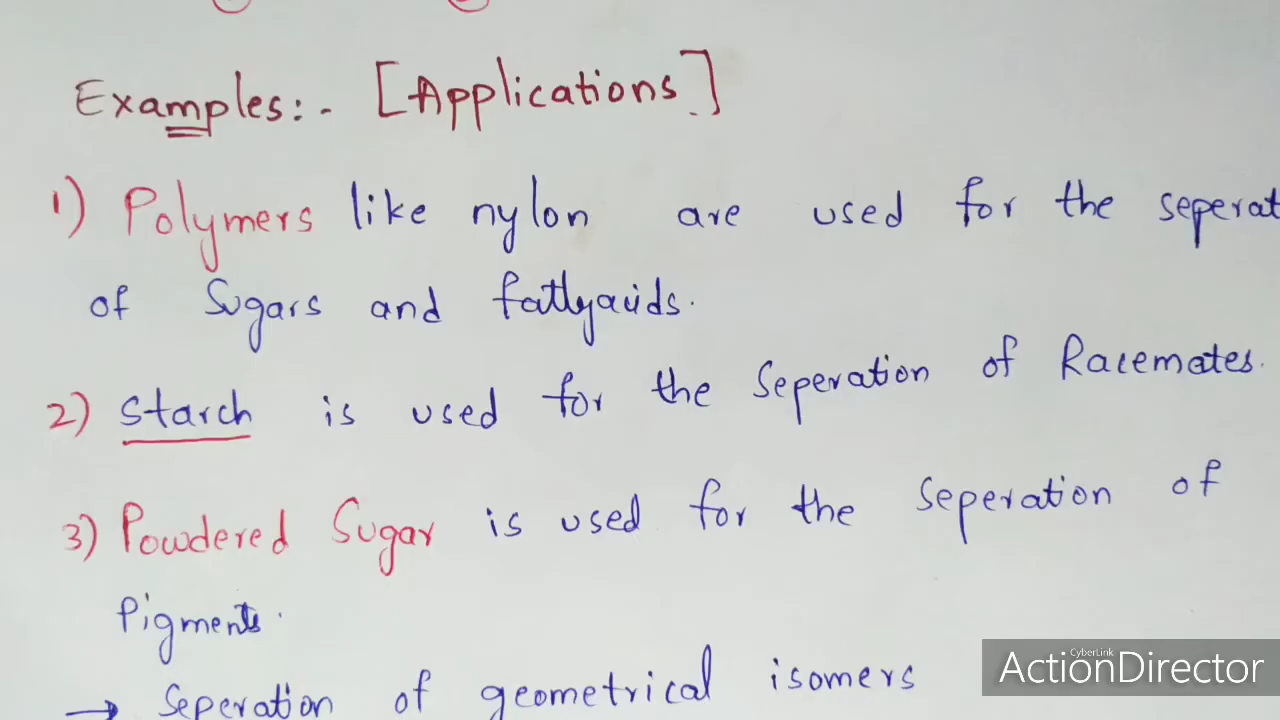 Examples:- [Applications]
1) Polymers like nylon are used for the seperat
of Sugars and fattyacids.
2) Starch is used for the Seperation of Racemates.
3) Powdered Sugar is used for the Seperation of
Pigments.
→ Seperation of geometrical isomers
CyberLink
ActionDirector